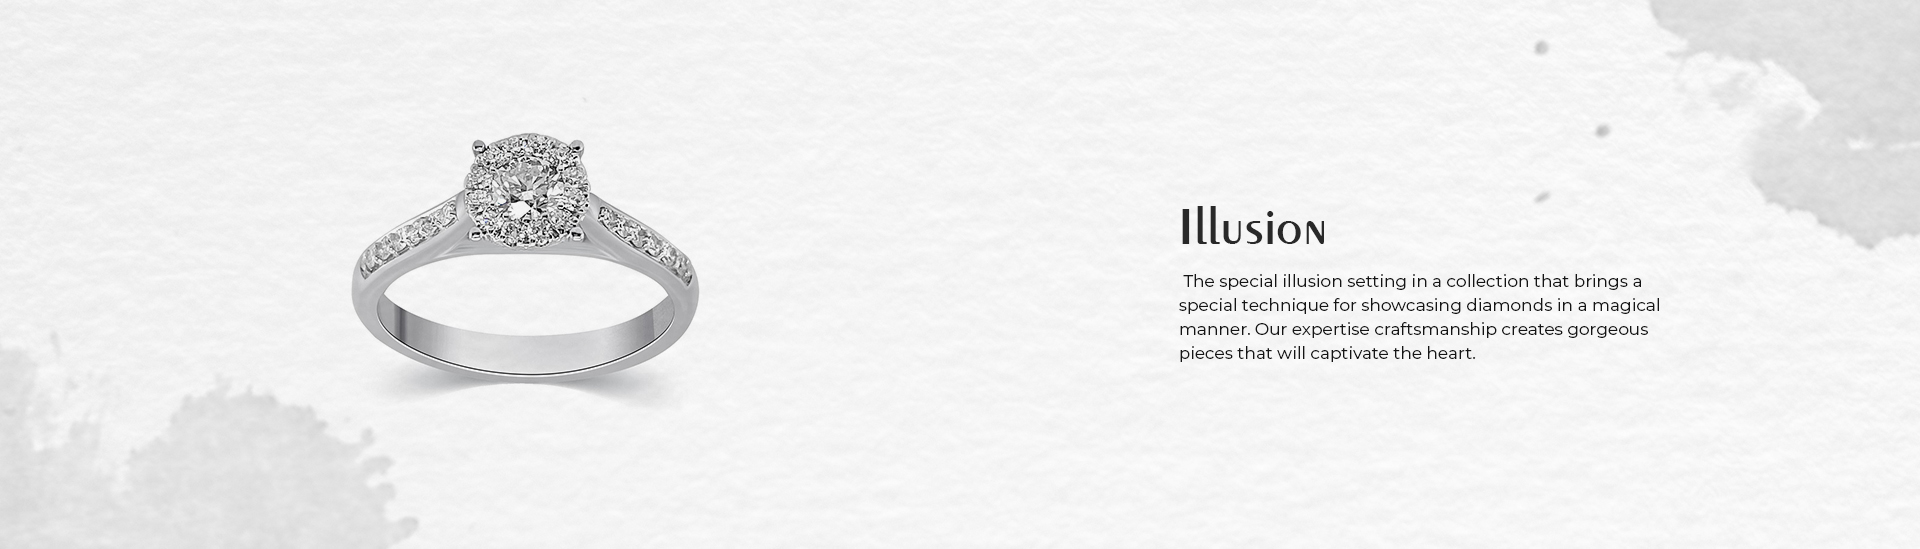 Illusion
The special illusion setting in a collection that brings a
special technique for showcasing diamonds in a magical
manner. Our expertise craftsmanship creates gorgeous
pieces that will captivate the heart.